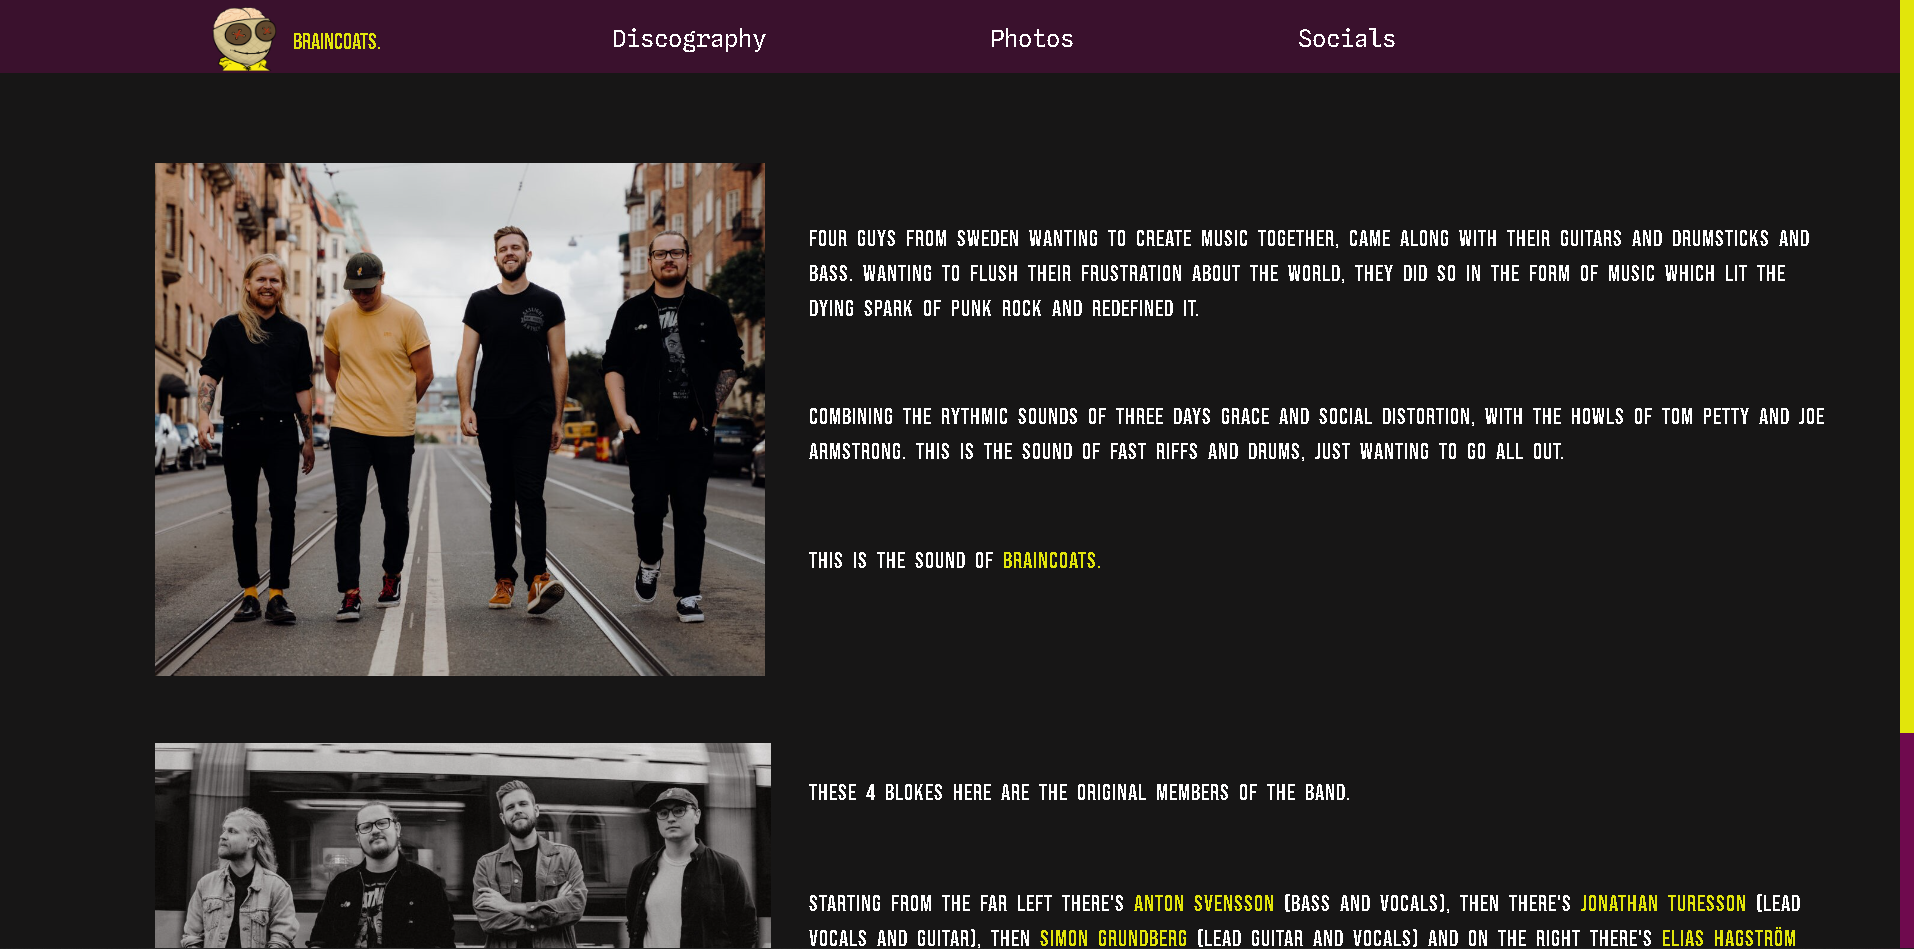 BRAINCOATS.
Discography
Photos
Socials
FOUR GUYS FROM SWEDEN WANTING TO CREATE MUSIC TOGETHER, CAME ALONG WITH THEIR GUITARS AND DRUMSTICKS AND
BASS. WANTING TO FLUSH THEIR FRUSTRATION ABOUT THE WORLD, THEY DID SO IN THE FORM OF MUSIC WHICH LIT THE
DYING SPARK OF PUNK ROCK AND REDEFINED IT.
COMBINING THE RYTHMIC SOUNDS OF THREE DAYS GRACE AND SOCIAL DISTORTION, WITH THE HOWLS OF TOM PETTY AND JOE
ARMSTRONG. THIS IS THE SOUND OF FAST RIFFS AND DRUMS, JUST WANTING TO GO ALL OUT.
THIS IS THE SOUND OF BRAINCOATS.
THESE 4 BLOKES HERE ARE THE ORIGINAL MEMBERS OF THE BAND.
STARTING FROM THE FAR LEFT THERE'S ANTON SVENSSON (BASS AND VOCALS), THEN THERE'S JONATHAN TURESSON (LEAD
VOCALS AND GUITAR), THEN SIMON GRUNDBERG (LEAD GUITAR AND VOCALS) AND ON THE RIGHT THERE'S ELIAS HAGSTRÖM